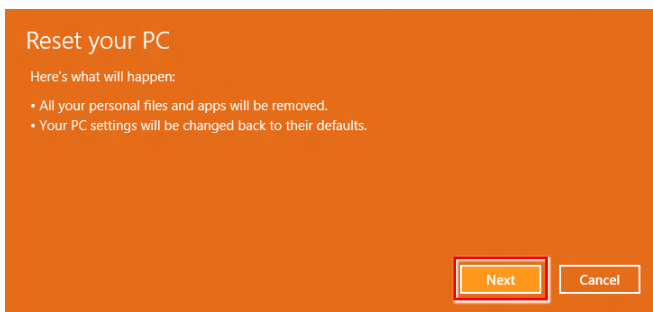 Reset your PC
Here's what will happen:
• All your personal files and apps will be removed.
• Your PC settings will be changed back to their defaults.
Next Cancel